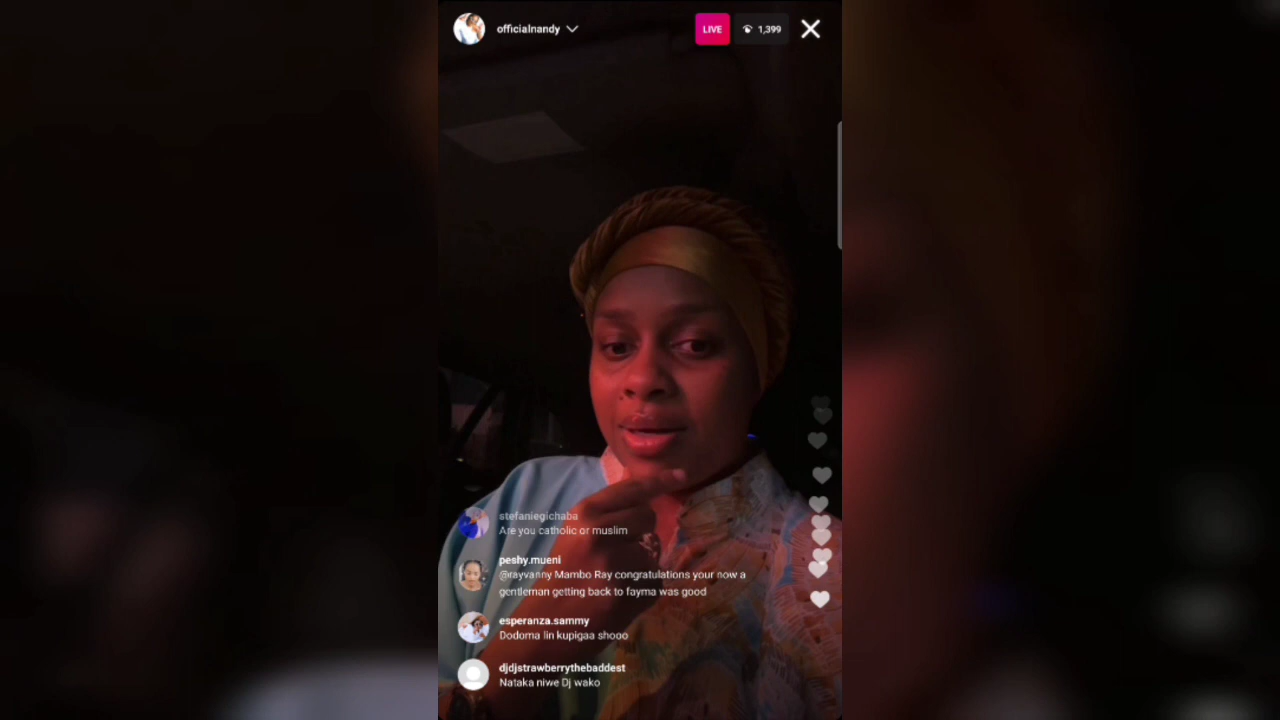 officialnandy
LIVE
1,399
stefaniegichaba
Are you catholic or muslim
peshy.mueni
@rayvanny Mambo Ray congratulations your now a
gentleman getting back to fayma was good
esperanza.sammy
Dodoma lin kupigaa shooo
djdjstrawberrythebaddest
Nataka niwe Dj wako